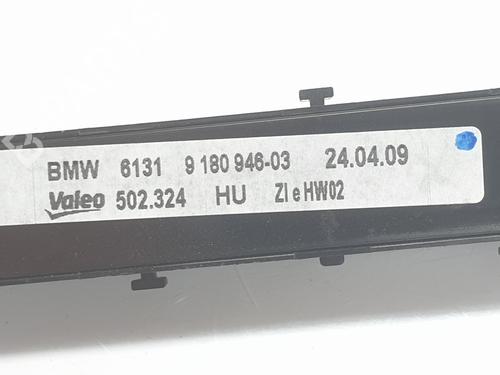 BMW 6131 9 180 946-03 24.04.09
Valeo 502.324 HU ZI e HW02